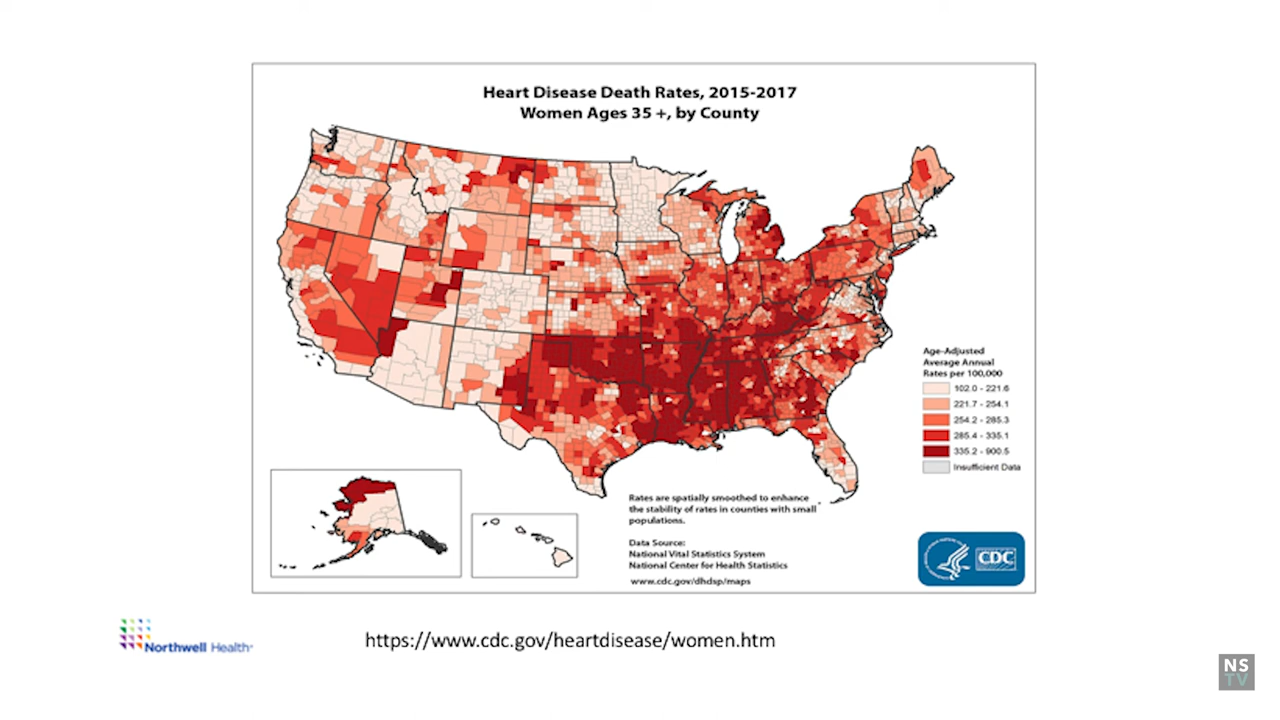 Heart Disease Death Rates, 2015-2017
Women Ages 35 +, by County
Age-Adjusted
Average Annual
Rates per 100,000
102.0 - 221.6
221.7 - 254.1
254.2 - 285.3
285.4 - 335.1
335.2 - 900.5
Insufficient Data
Rates are spatially smoothed to enhance
the stability of rates in counties with small
populations.
Data Source:
National Vital Statistics System
National Center for Health Statistics
www.cdc.gov/dhdsp/maps
CDC
Northwell Health
https://www.cdc.gov/heartdisease/women.htm
NS
TV